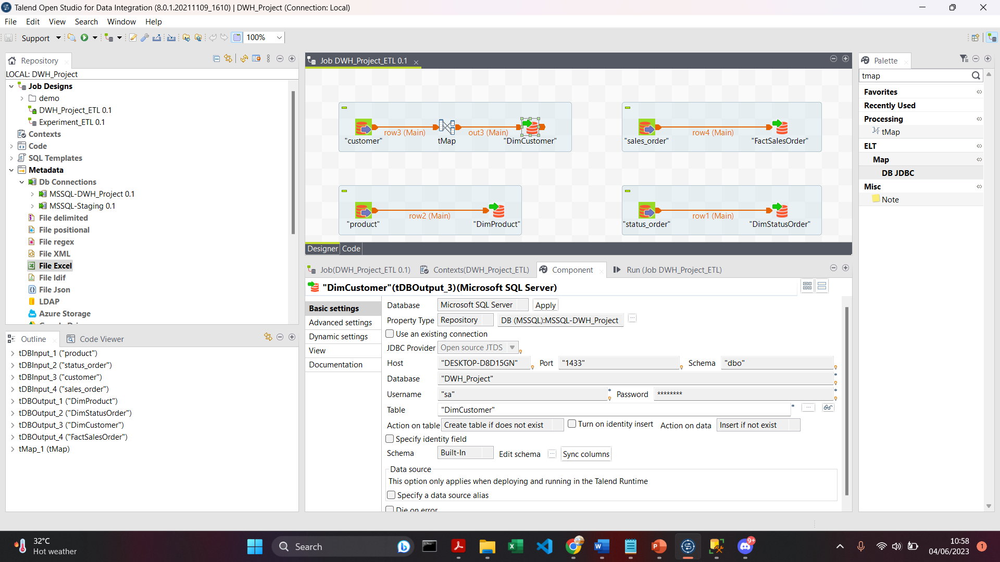 Talend Open Studio for Data Integration (8.0.1.20211109_1610) | DWH_Project (Connection: Local)
File Edit View Search Window Help
Support 100%
Repository
LOCAL: DWH_Project
Job Designs
demo
DWH_Project_ETL 0.1
Experiment_ETL 0.1
Contexts
Code
SQL Templates
Metadata
Db Connections
MSSQL-DWH_Project 0.1
MSSQL-Staging 0.1
File delimited
File positional
File regex
File XML
File Excel
File ldif
File Json
LDAP
Azure Storage
Outline Code Viewer
tDBInput_1 ("product")
tDBInput_2 ("status_order")
tDBInput_3 ("customer")
tDBInput_4 ("sales_order")
tDBOutput_1 ("DimProduct")
tDBOutput_2 ("DimStatusOrder")
tDBOutput_3 ("DimCustomer")
tDBOutput_4 ("FactSalesOrder")
tMap_1 (tMap)
Job DWH_Project_ETL 0.1
row3 (Main) out3 (Main)
"customer" tMap "DimCustomer"
row4 (Main)
"sales_order" "FactSalesOrder"
row2 (Main)
"product" "DimProduct"
row1 (Main)
"status_order" "DimStatusOrder"
Designer Code
Job(DWH_Project_ETL 0.1) Contexts(DWH_Project_ETL) Component Run (Job DWH_Project_ETL)
"DimCustomer"(tDBOutput_3)(Microsoft SQL Server)
Basic settings
Advanced settings
Dynamic settings
View
Documentation
Database Microsoft SQL Server Apply
Property Type Repository DB (MSSQL):MSSQL-DWH_Project ...
Use an existing connection
JDBC Provider Open source JTDS
Host "DESKTOP-D8D15GN" Port "1433" Schema "dbo"
Database "DWH_Project" *
Username "sa" * Password ******** *
Table "DimCustomer" * ...
Action on table Create table if does not exist Turn on identity insert Action on data Insert if not exist
Specify identity field
Schema Built-In Edit schema ... Sync columns
Data source
This option only applies when deploying and running in the Talend Runtime
Specify a data source alias
Die on error
Palette
tmap
Favorites
Recently Used
Processing
tMap
ELT
Map
DB JDBC
Misc
Note
32°C
Hot weather
Search
9+
10:58
04/06/2023
1